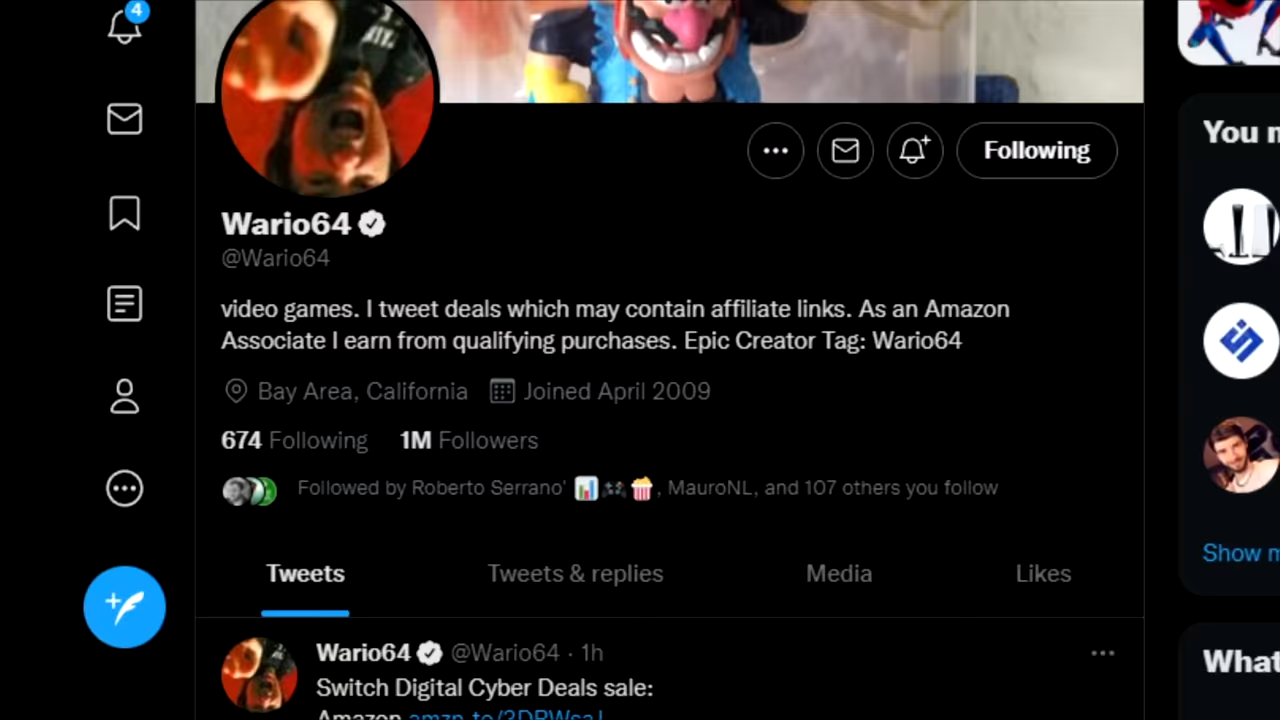 4
Following
Wario64
@Wario64
video games. I tweet deals which may contain affiliate links. As an Amazon
Associate I earn from qualifying purchases. Epic Creator Tag: Wario64
Bay Area, California Joined April 2009
674 Following 1M Followers
Followed by Roberto Serrano' 📊🎮🍿, MauroNL, and 107 others you follow
Tweets Tweets & replies Media Likes
Wario64 @Wario64 · 1h
Switch Digital Cyber Deals sale:
Amazon
You
Show
What